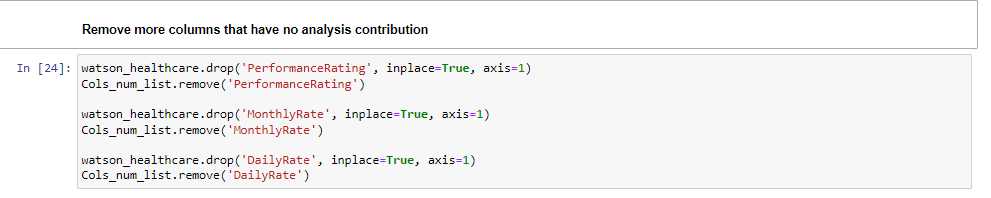 Remove more columns that have no analysis contribution
In [24]: watson_healthcare.drop('PerformanceRating', inplace=True, axis=1)
Cols_num_list.remove('PerformanceRating')
watson_healthcare.drop('MonthlyRate', inplace=True, axis=1)
Cols_num_list.remove('MonthlyRate')
watson_healthcare.drop('DailyRate', inplace=True, axis=1)
Cols_num_list.remove('DailyRate')